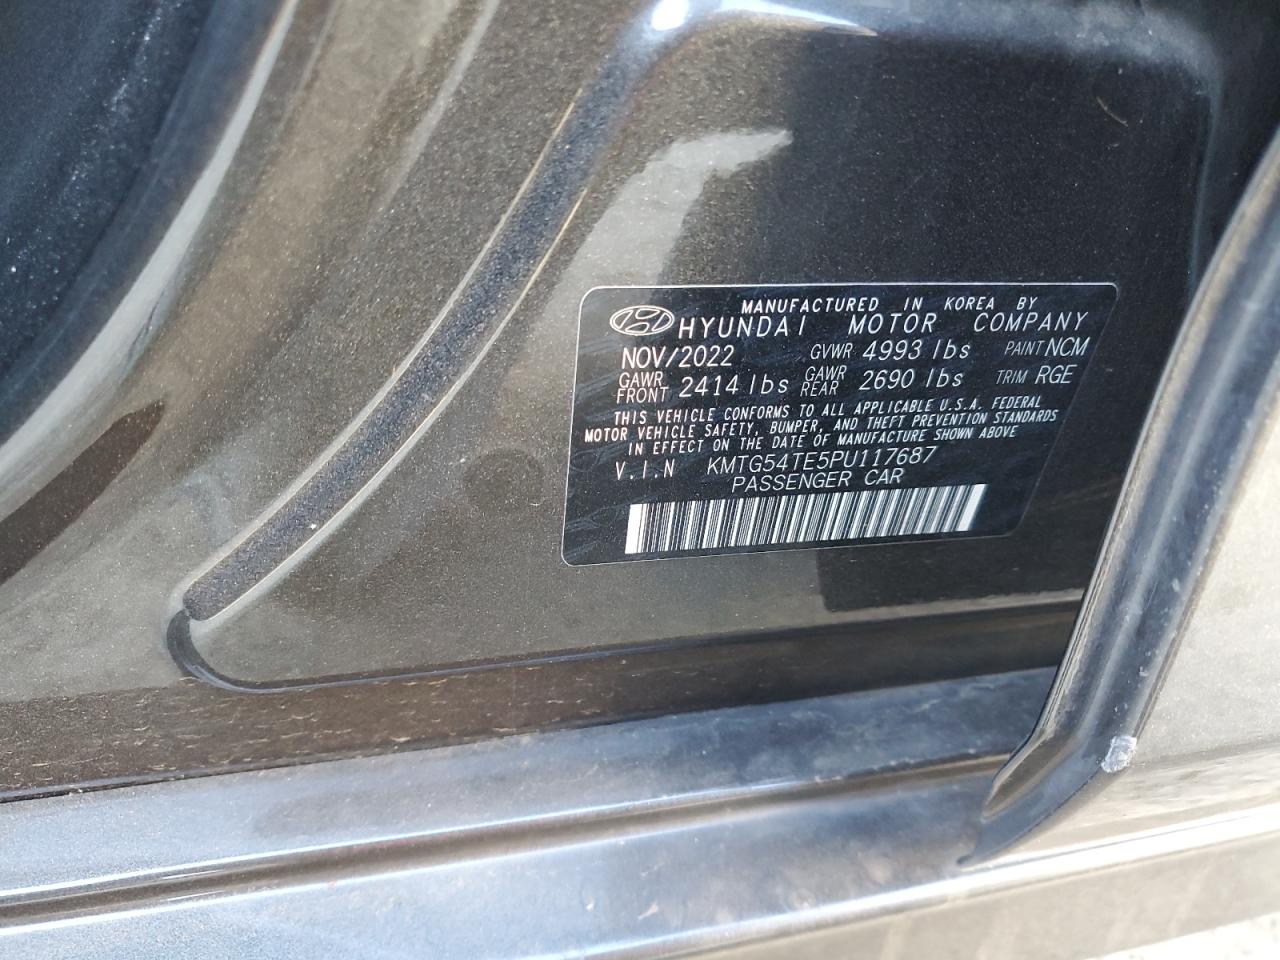 MANUFACTURED IN KOREA BY
HYUNDAI MOTOR COMPANY
NOV/2022 GVWR 4993 lbs PAINT NCM
GAWR FRONT 2414 lbs GAWR REAR 2690 lbs TRIM RGE
THIS VEHICLE CONFORMS TO ALL APPLICABLE U.S.A. FEDERAL
MOTOR VEHICLE SAFETY, BUMPER, AND THEFT PREVENTION STANDARDS
IN EFFECT ON THE DATE OF MANUFACTURE SHOWN ABOVE
V.I.N KMTG54TE5PU117687
PASSENGER CAR